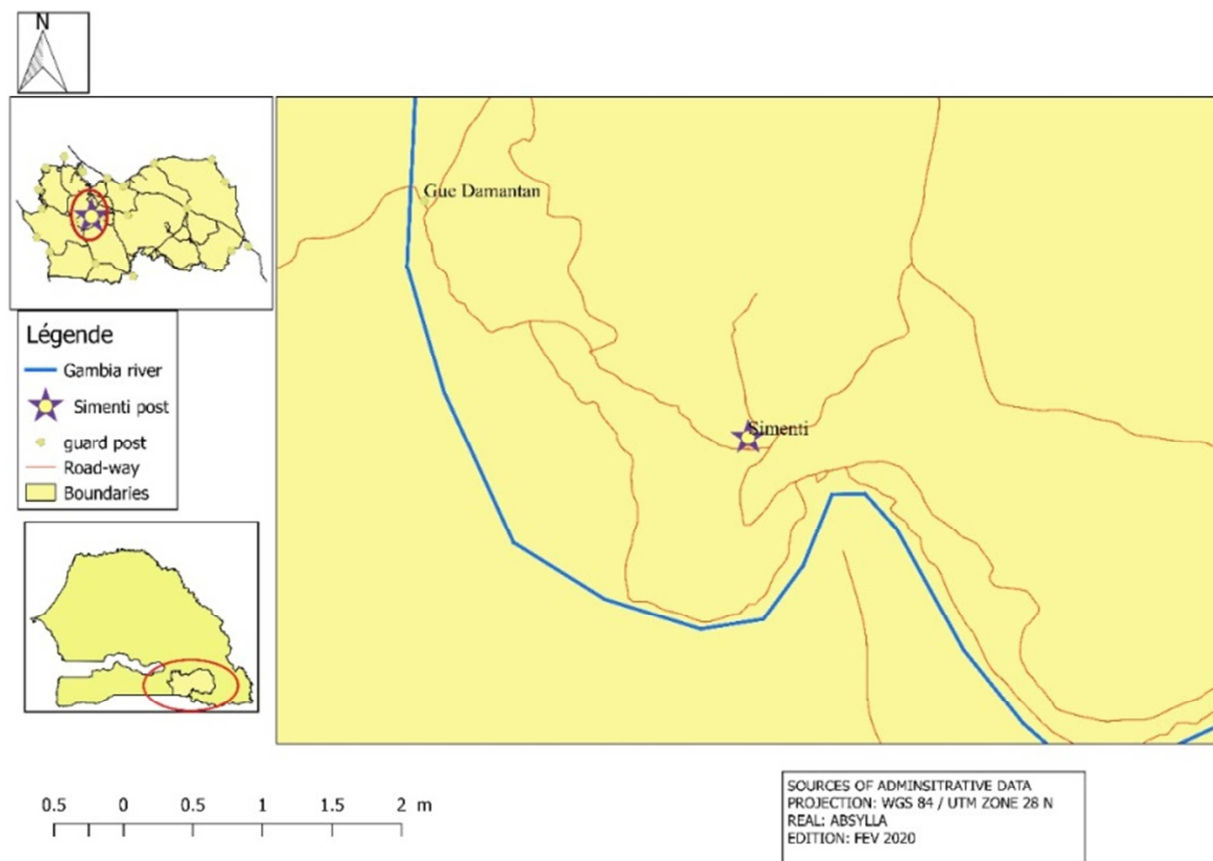 N
Guc Damantan
Simenti
Légende
Gambia river
Simenti post
guard post
Road-way
Boundaries
0.5 0 0.5 1 1.5 2 m
SOURCES OF ADMINSITRATIVE DATA
PROJECTION: WGS 84 / UTM ZONE 28 N
REAL: ABSYLLA
EDITION: FEV 2020